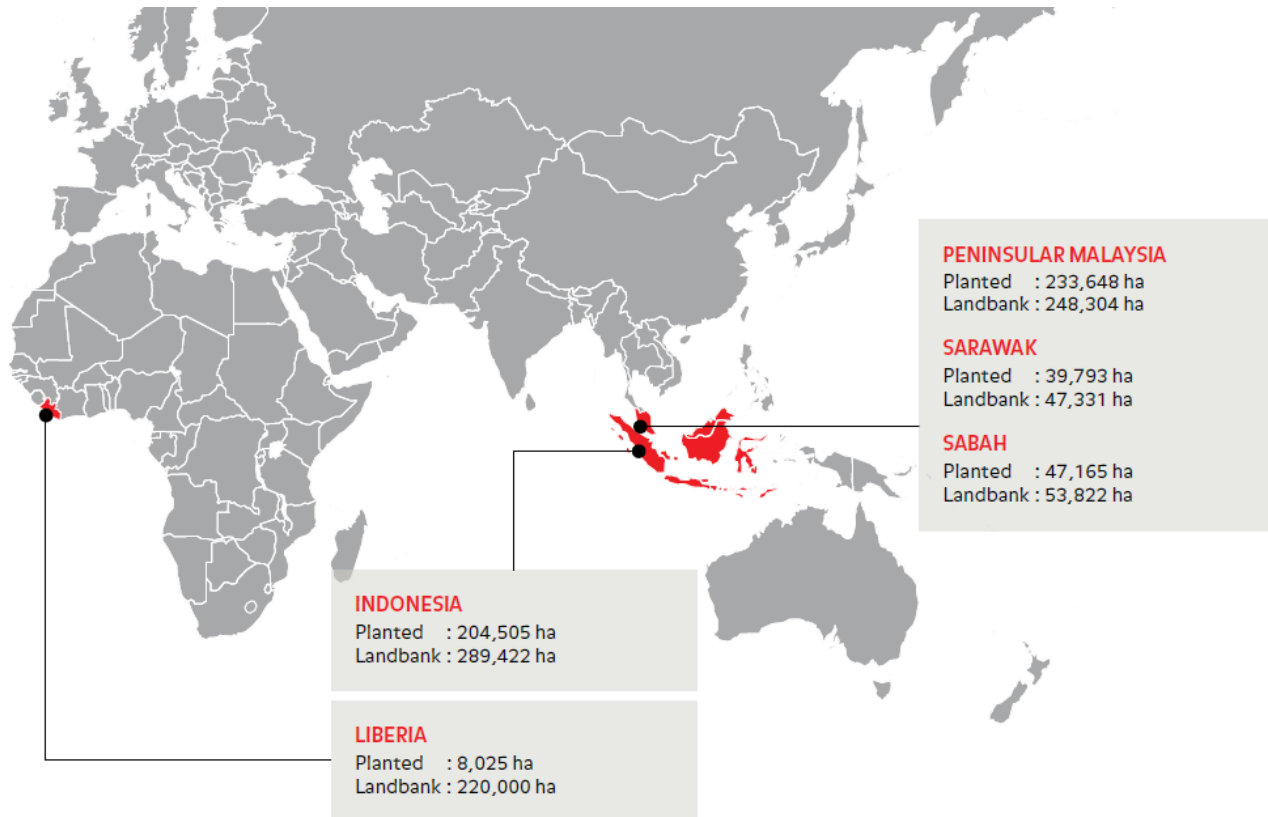 PENINSULAR MALAYSIA
Planted : 233,648 ha
Landbank : 248,304 ha
SARAWAK
Planted : 39,793 ha
Landbank : 47,331 ha
SABAH
Planted : 47,165 ha
Landbank : 53,822 ha
INDONESIA
Planted : 204,505 ha
Landbank : 289,422 ha
LIBERIA
Planted : 8,025 ha
Landbank : 220,000 ha